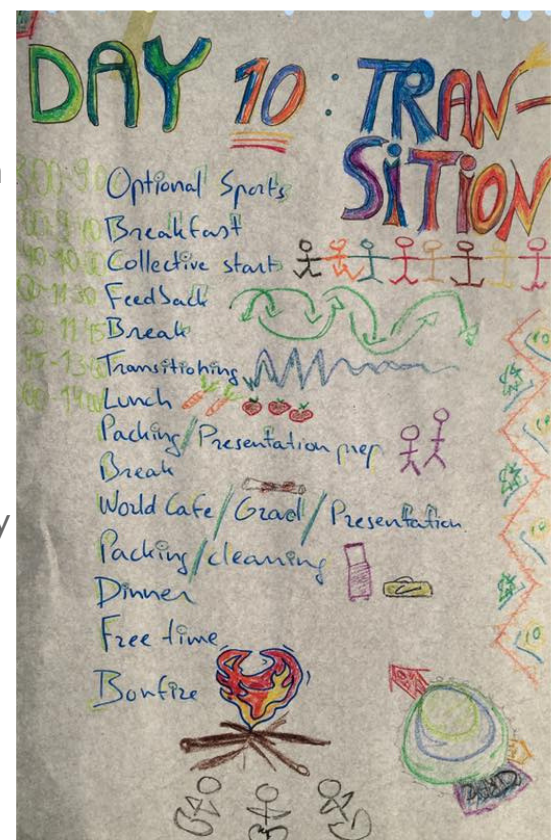 DAY 10: TRAN-
SITION
Optional Sports
Breakfast
Collective start
Feedback
Break
Transitioning
Lunch
Packing/Presentation prep
Break
World Cafe/Grad/Presentation
Packing/cleaning
Dinner
Free time
Bonfire